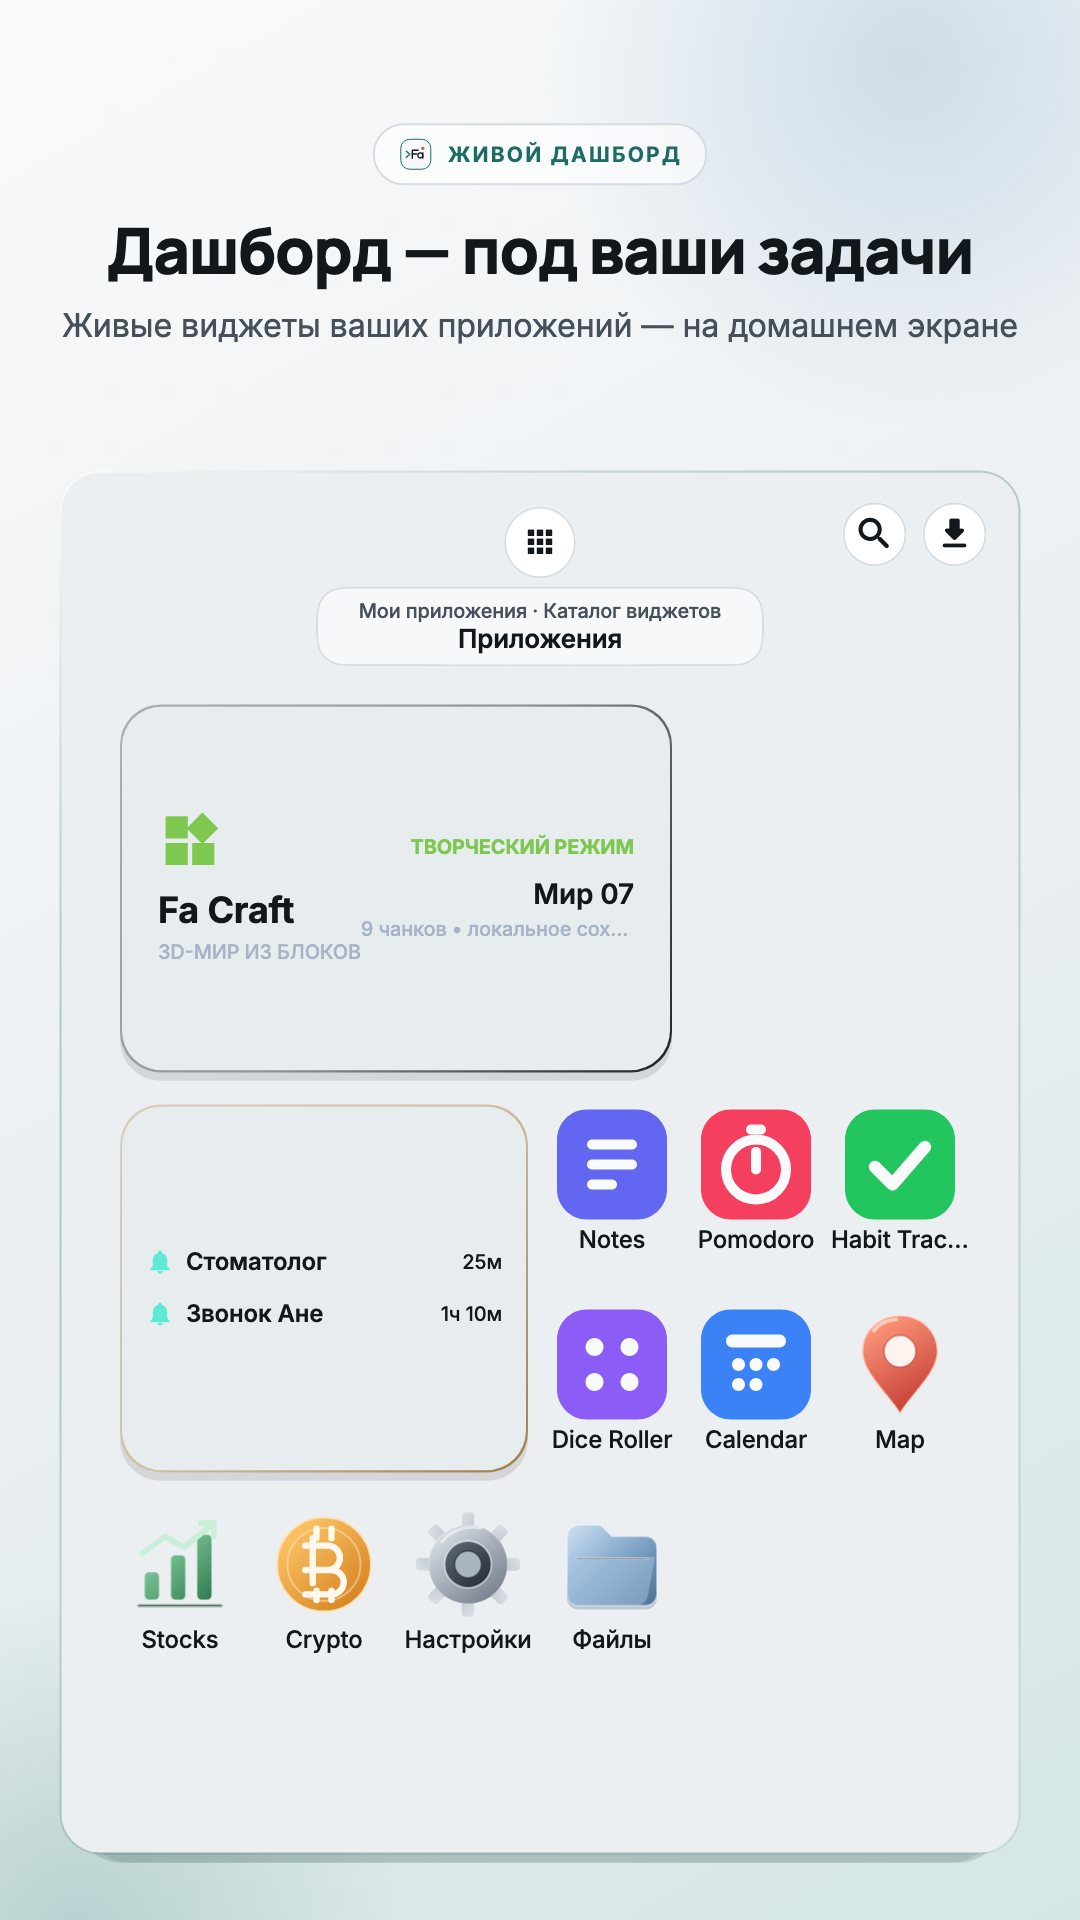 >Fa
ЖИВОЙ ДАШБОРД
Дашборд — под ваши задачи
Живые виджеты ваших приложений — на домашнем экране
Мои приложения · Каталог виджетов
Приложения
ТВОРЧЕСКИЙ РЕЖИМ
Мир 07
Fa Craft
9 чанков • локальное сох...
3D-МИР ИЗ БЛОКОВ
Стоматолог 25м
Звонок Ане 1ч 10м
Notes Pomodoro Habit Trac...
Dice Roller Calendar Map
Stocks Crypto Настройки Файлы